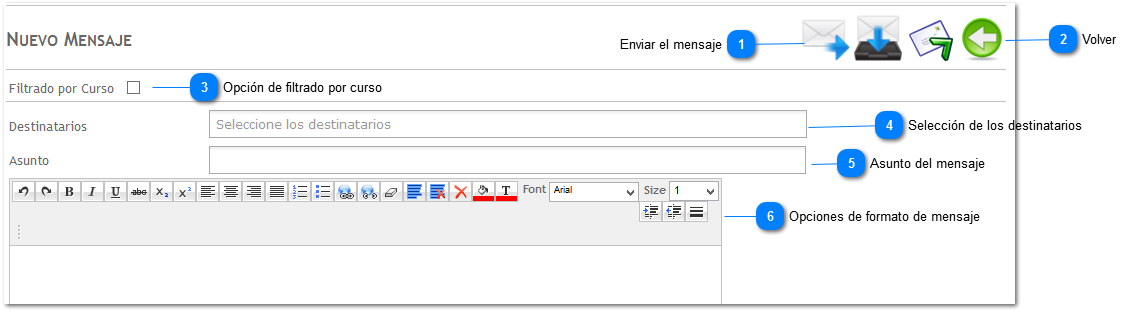 NUEVO MENSAJE
Enviar el mensaje 1
2 Volver
Filtrado por Curso 3 Opción de filtrado por curso
Destinatarios Seleccione los destinatarios 4 Selección de los destinatarios
Asunto 5 Asunto del mensaje
B I U abc X₂ X² T Font Arial Size 1
6 Opciones de formato de mensaje